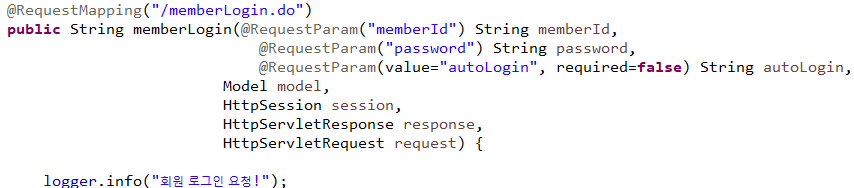 @RequestMapping("/memberLogin.do")
public String memberLogin(@RequestParam("memberId") String memberId,
@RequestParam("password") String password,
@RequestParam(value="autoLogin", required=false) String autoLogin,
Model model,
HttpSession session,
HttpServletResponse response,
HttpServletRequest request) {
logger.info("회원 로그인 요청!");